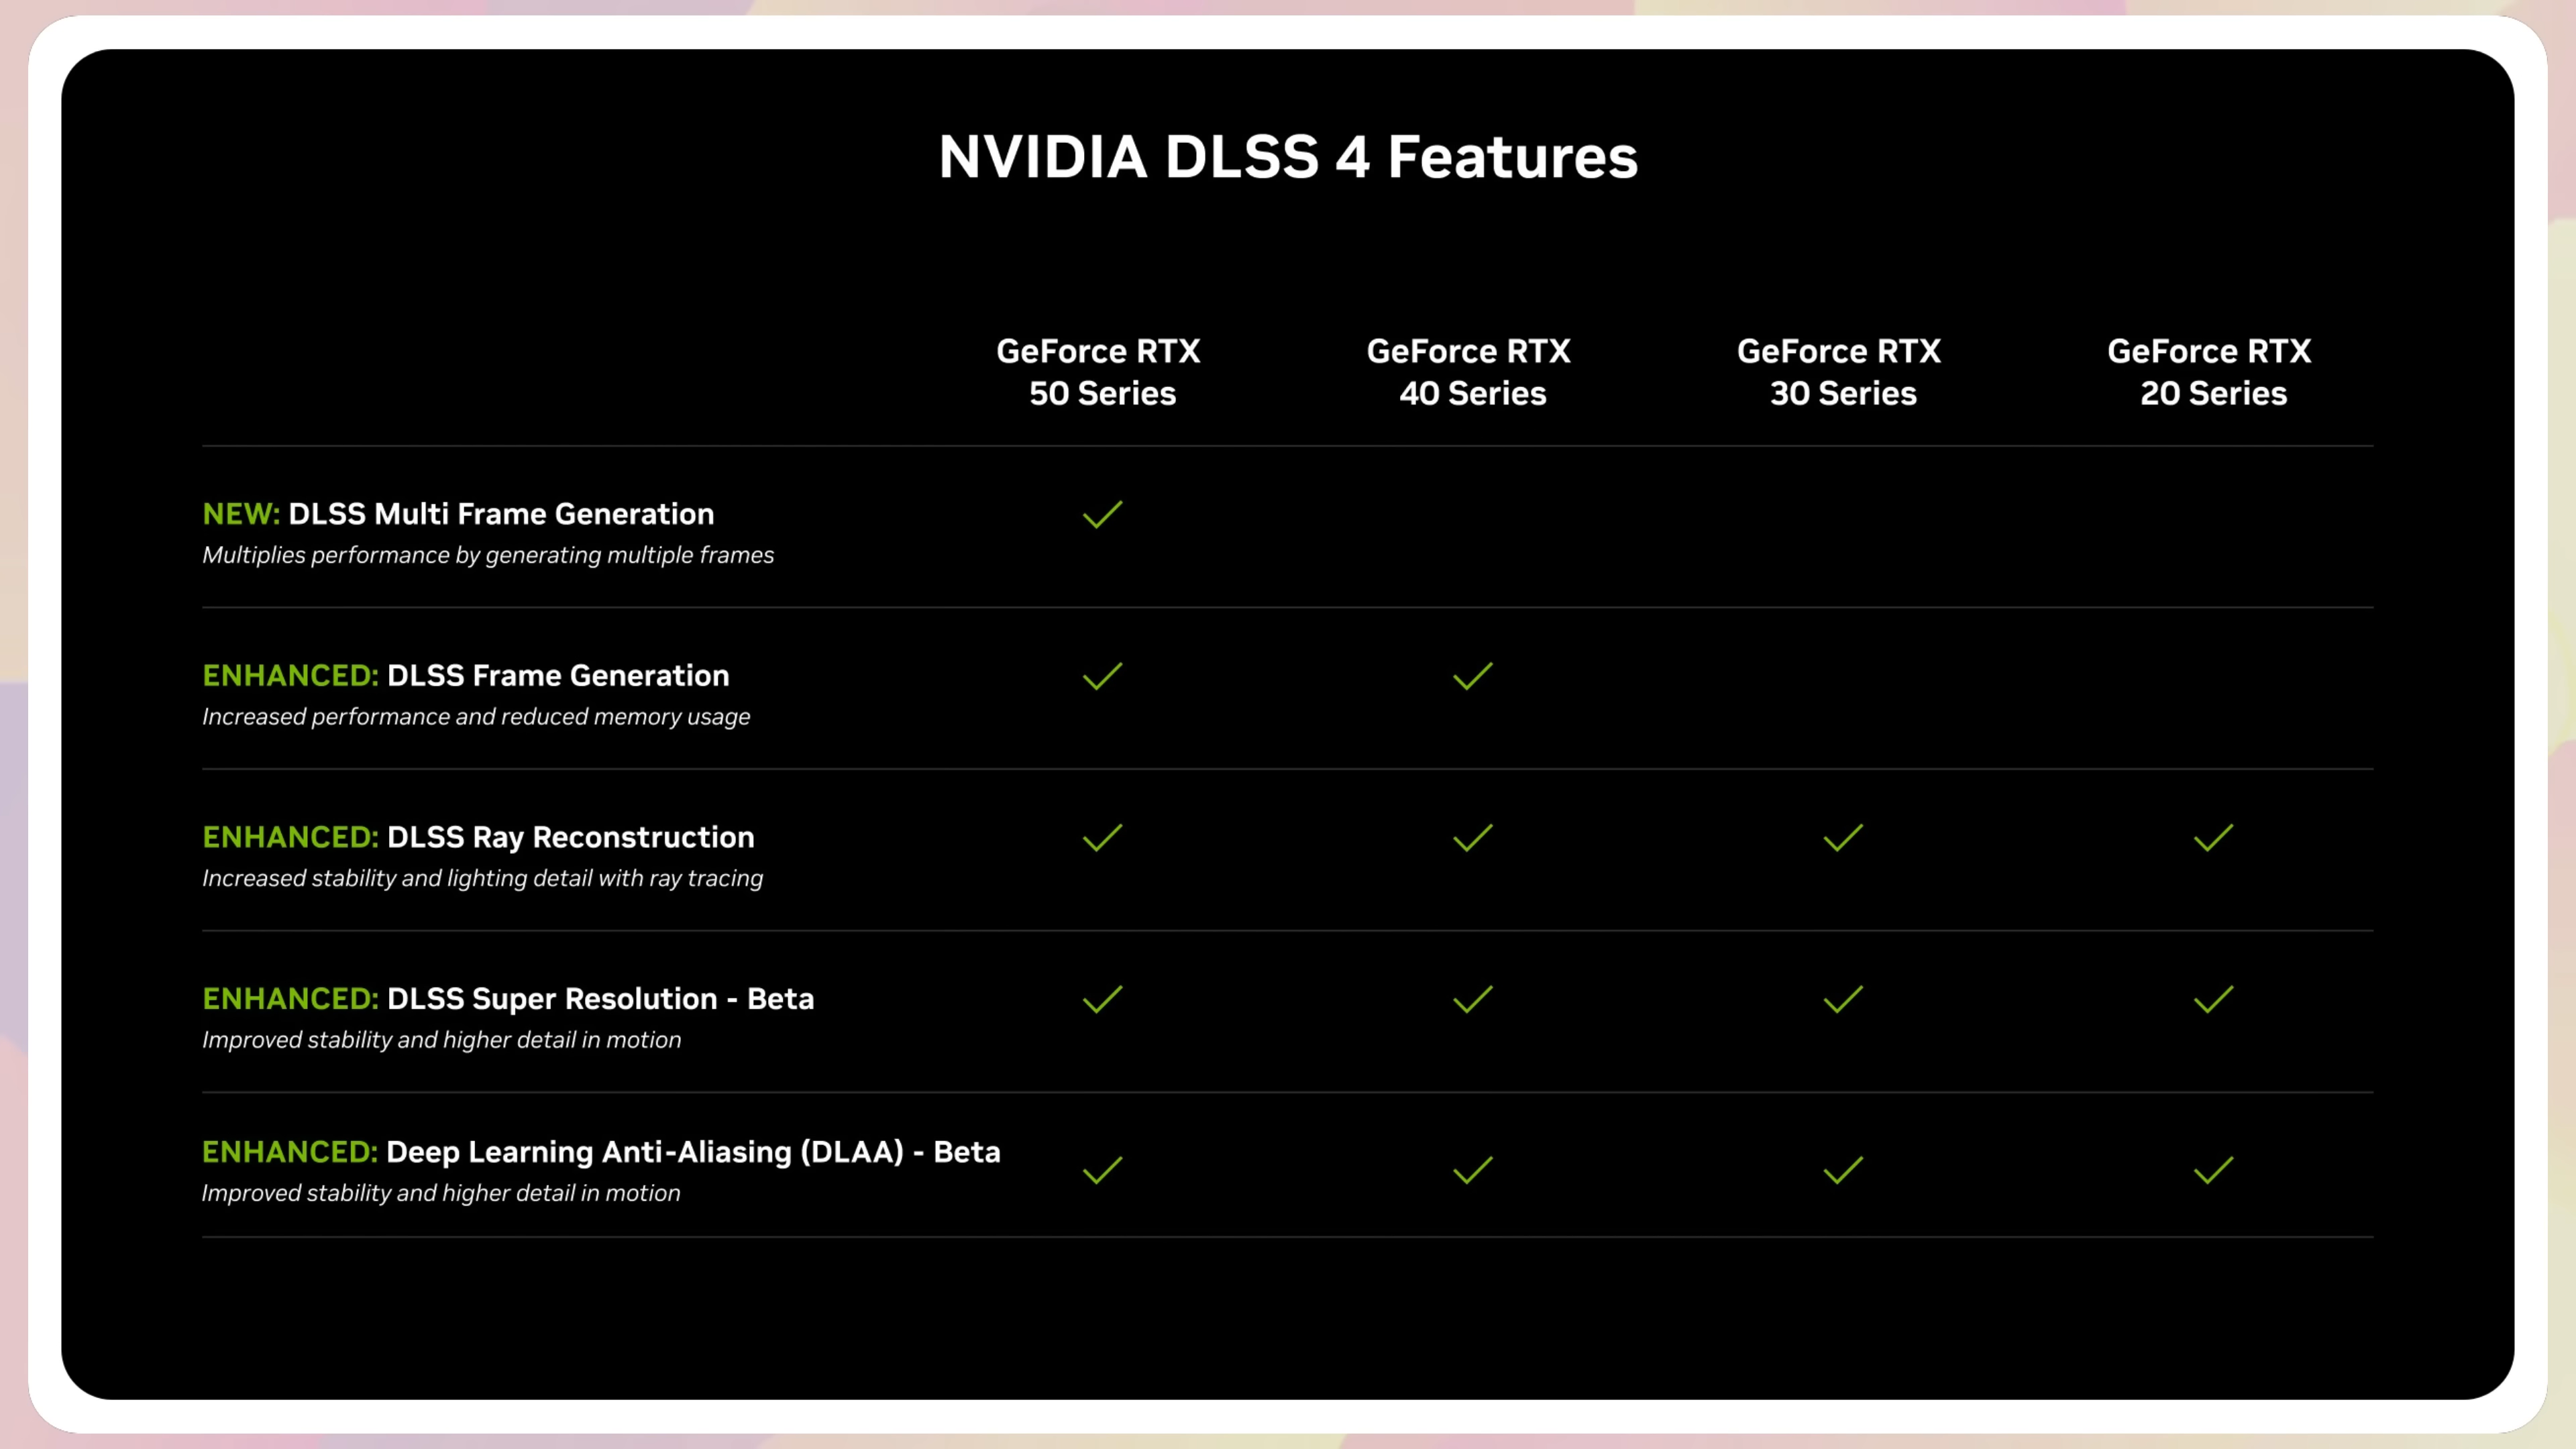 NVIDIA DLSS 4 Features
GeForce RTX
50 Series
GeForce RTX
40 Series
GeForce RTX
30 Series
GeForce RTX
20 Series
NEW: DLSS Multi Frame Generation
Multiplies performance by generating multiple frames
ENHANCED: DLSS Frame Generation
Increased performance and reduced memory usage
ENHANCED: DLSS Ray Reconstruction
Increased stability and lighting detail with ray tracing
ENHANCED: DLSS Super Resolution - Beta
Improved stability and higher detail in motion
ENHANCED: Deep Learning Anti-Aliasing (DLAA) - Beta
Improved stability and higher detail in motion